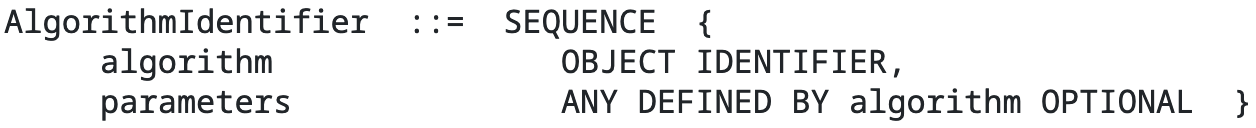 AlgorithmIdentifier  ::=  SEQUENCE  {
     algorithm               OBJECT IDENTIFIER,
     parameters              ANY DEFINED BY algorithm OPTIONAL  }